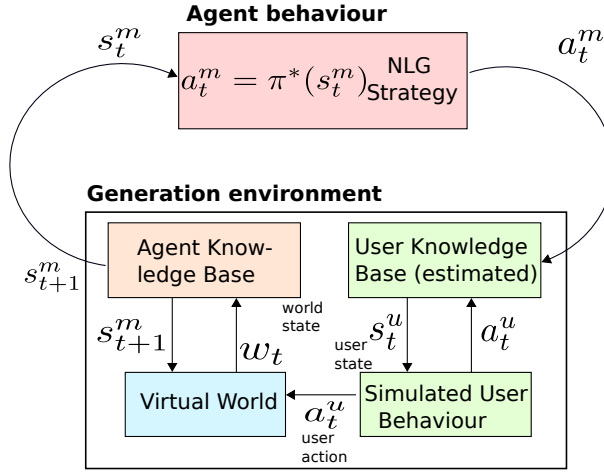 Agent behaviour
s_t^m
a_t^m = π*(s_t^m) NLG
Strategy
a_t^m
Generation environment
Agent Know-
ledge Base
User Knowledge
Base (estimated)
s_{t+1}^m
s_{t+1}^m
w_t
world
state
user
state
s_t^u
a_t^u
Virtual World
a_t^u
user
action
Simulated User
Behaviour